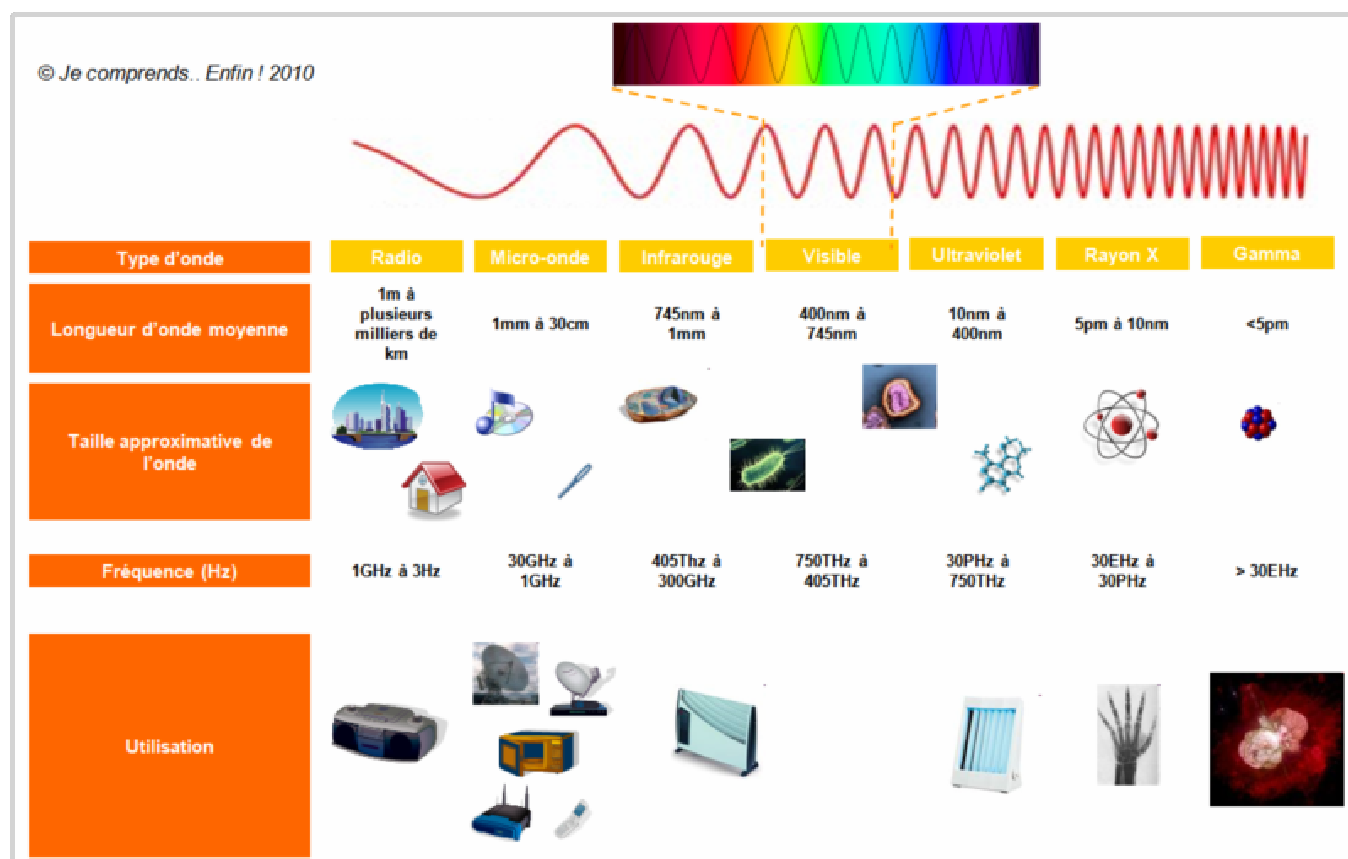 © Je comprends.. Enfin ! 2010
Type d'onde
Radio
Micro-onde
Infrarouge
Visible
Ultraviolet
Rayon X
Gamma
Longueur d'onde moyenne
1m à
plusieurs
milliers de
km
1mm à 30cm
745nm à
1mm
400nm à
745nm
10nm à
400nm
5pm à 10nm
<5pm
Taille approximative de
l'onde
Fréquence (Hz)
1GHz à 3Hz
30GHz à
1GHz
405Thz à
300GHz
750THz à
405THz
30PHz à
750THz
30EHz à
30PHz
> 30EHz
Utilisation